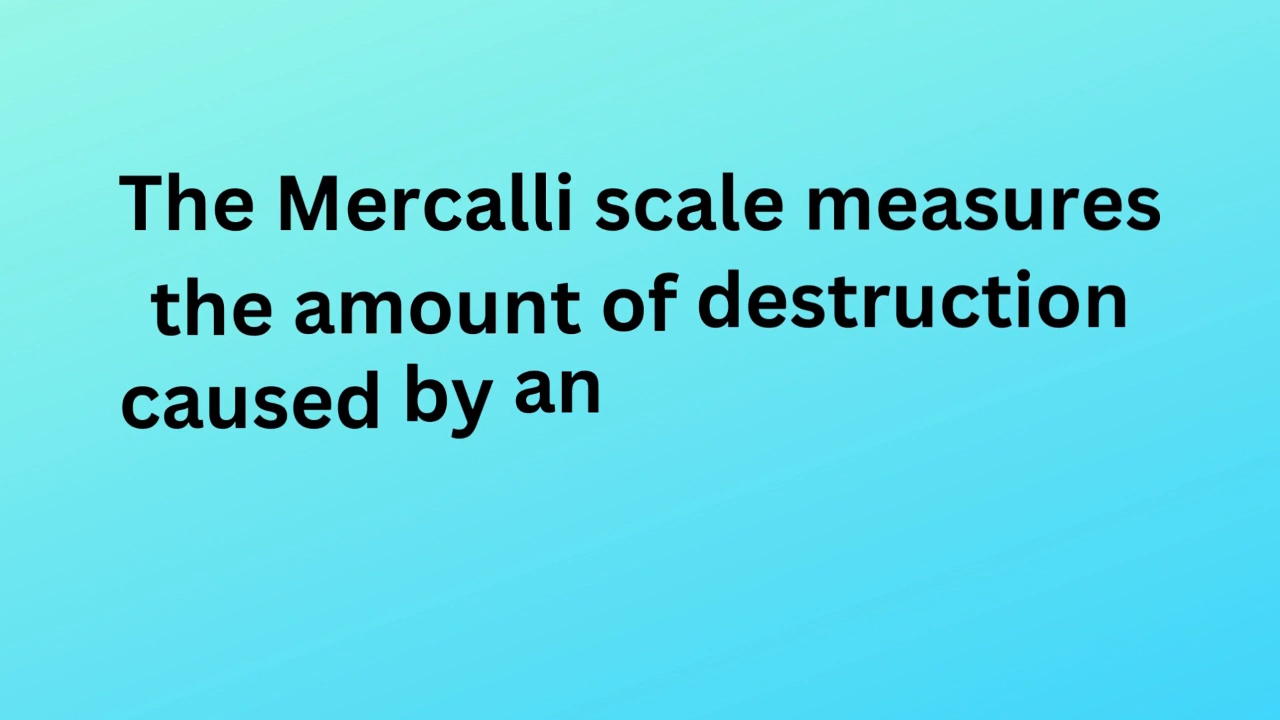 The Mercalli scale measures
the amount of destruction
caused by an